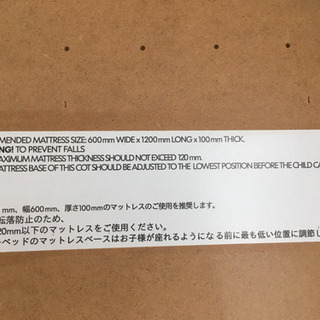 MENDED MATTRESS SIZE: 600mm WIDE x 1200mm LONG x 100mm THICK.
NG! TO PREVENT FALLS
AXIMUM MATTRESS THICKNESS SHOULD NOT EXCEED 120mm.
ATTRESS BASE OF THIS COT SHOULD BE ADJUSTED TO THE LOWEST POSITION BEFORE THE CHILD CA
mm、幅600mm、厚さ100mmのマットレスのご使用を推奨します。
転落防止のため、
20mm以下のマットレスをご使用ください。
ベッドのマットレスベースはお子様が座れるようになる前に最も低い位置に調節し